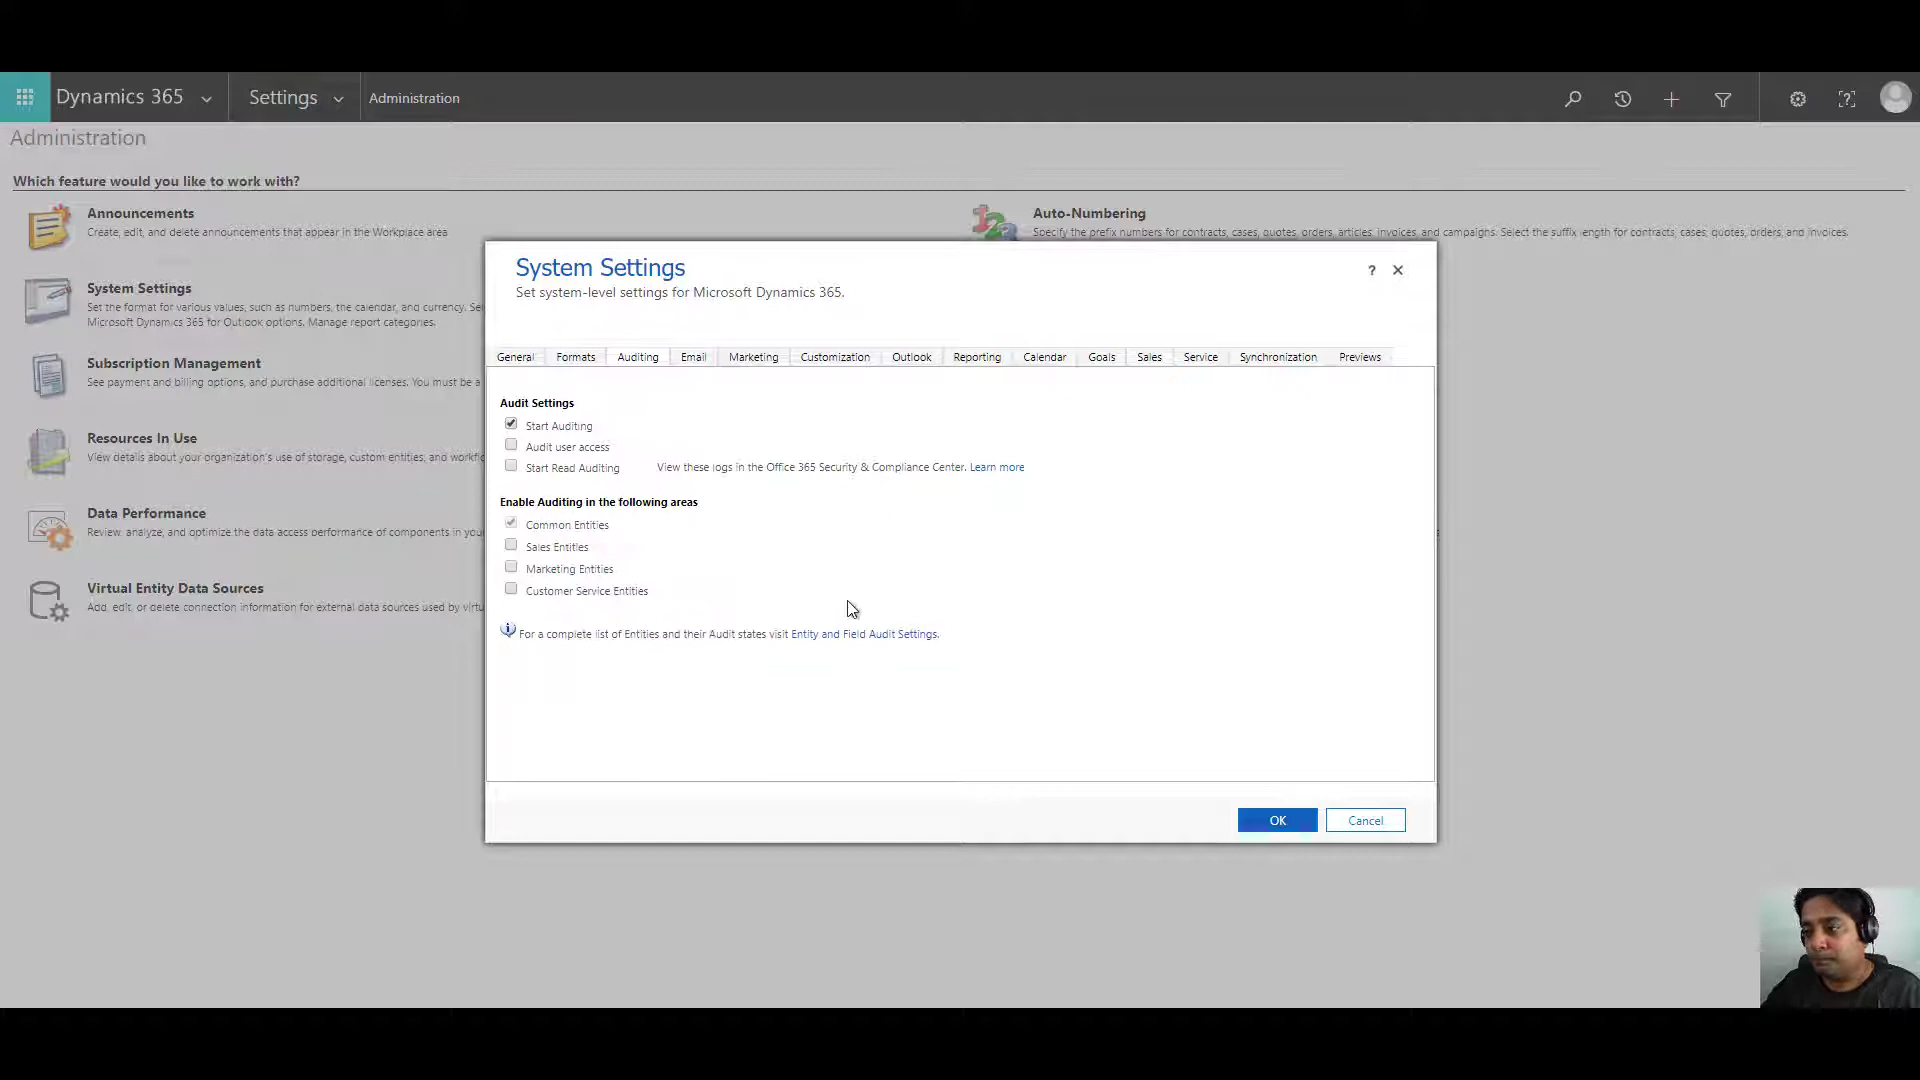 Dynamics 365 Settings Administration
Administration
Which feature would you like to work with?
Announcements
Create, edit, and delete announcements that appear in the Workplace area
Auto-Numbering
Specify the prefix numbers for contracts, cases, quotes, orders, articles, invoices, and campaigns. Select the suffix length for contracts, cases, quotes, orders, and invoices.
System Settings
Set the format for various values, such as numbers, the calendar, and currency.
Microsoft Dynamics 365 for Outlook options. Manage report categories.
Subscription Management
See payment and billing options, and purchase additional licenses. You must be a
Resources In Use
View details about your organization's use of storage, custom entities, and
Data Performance
Review, analyze, and optimize the data access performance of components in your
Virtual Entity Data Sources
Add, edit, or delete connection information for external data sources used by
System Settings
? ×
Set system-level settings for Microsoft Dynamics 365.
General Formats Auditing Email Marketing Customization Outlook Reporting Calendar Goals Sales Service Synchronization Previews
Audit Settings
Start Auditing
Audit user access
Start Read Auditing View these logs in the Office 365 Security & Compliance Center. Learn more
Enable Auditing in the following areas
Common Entities
Sales Entities
Marketing Entities
Customer Service Entities
For a complete list of Entities and their Audit states visit Entity and Field Audit Settings.
OK Cancel